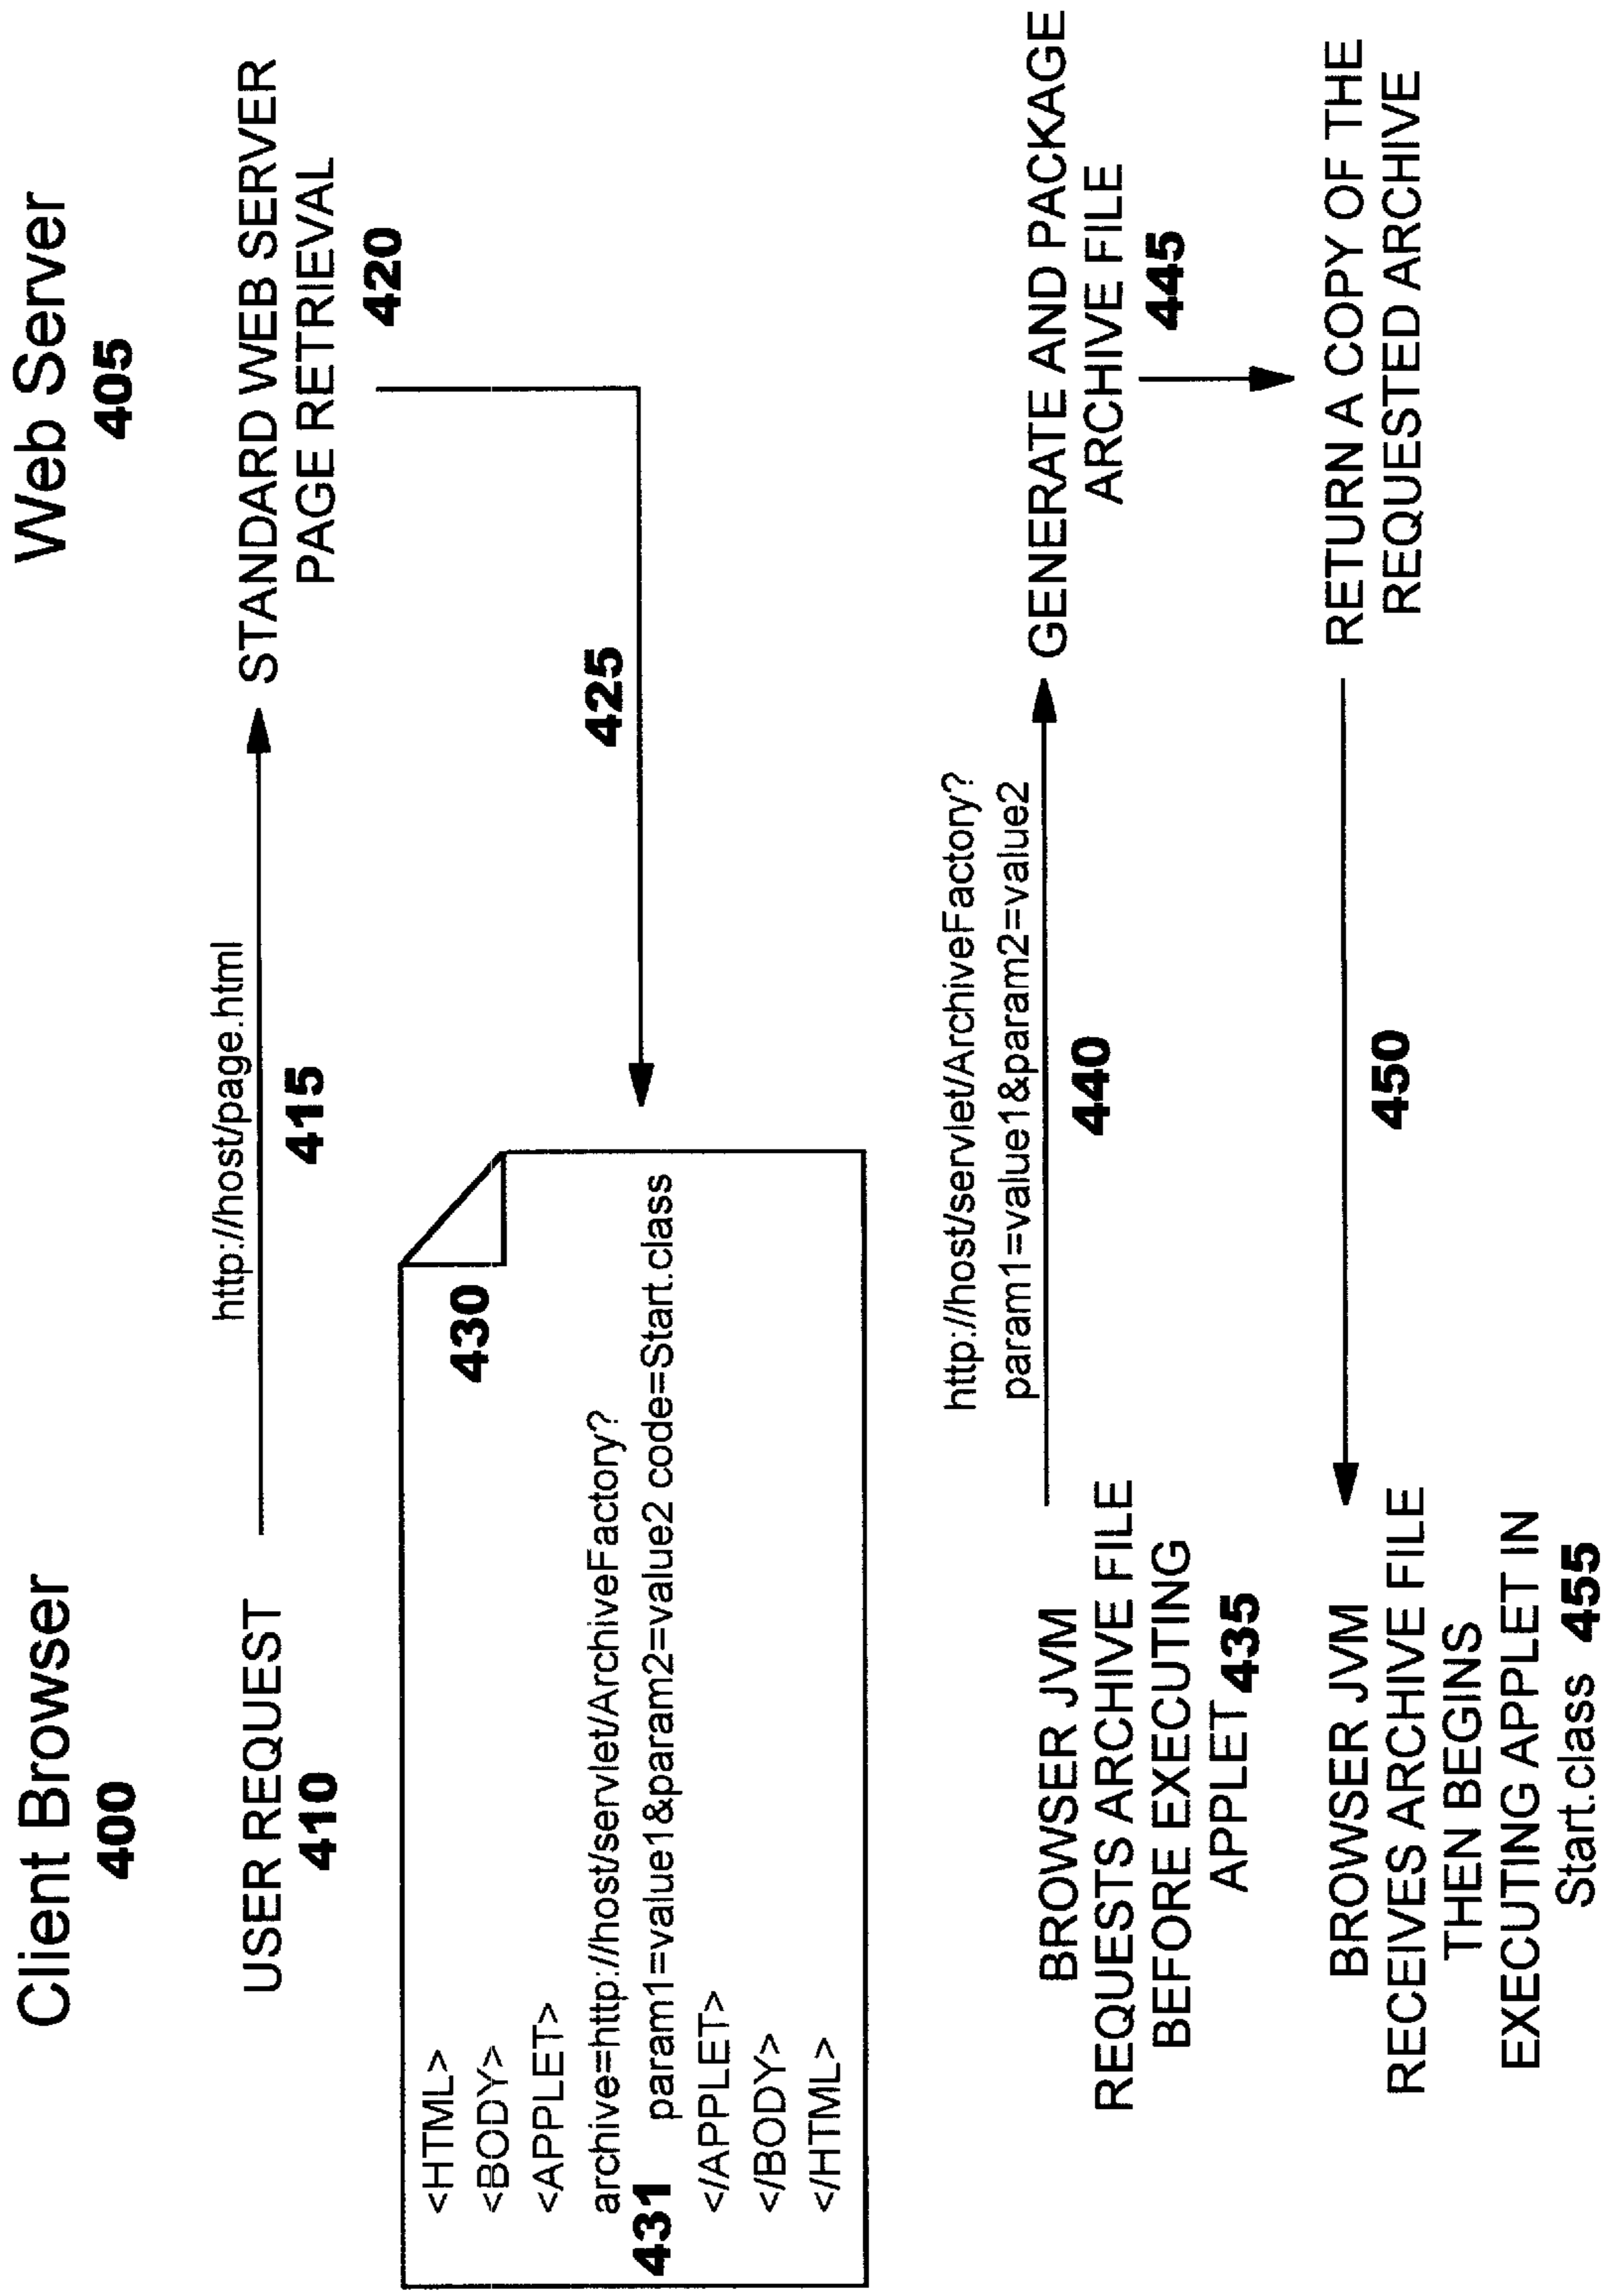 Client Browser
400
Web Server
405
USER REQUEST
410
http://host/page.html
415
STANDARD WEB SERVER
PAGE RETRIEVAL
420
425
430
<HTML>
<BODY>
<APPLET>
archive=http://host/servlet/ArchiveFactory?
431 param1=value1&param2=value2 code=Start.class
</APPLET>
</BODY>
</HTML>
BROWSER JVM
REQUESTS ARCHIVE FILE
BEFORE EXECUTING
APPLET 435
http://host/servlet/ArchiveFactory?
param1=value1&param2=value2
440
GENERATE AND PACKAGE
ARCHIVE FILE
445
RETURN A COPY OF THE
REQUESTED ARCHIVE
450
BROWSER JVM
RECEIVES ARCHIVE FILE
THEN BEGINS
EXECUTING APPLET IN
Start.class 455